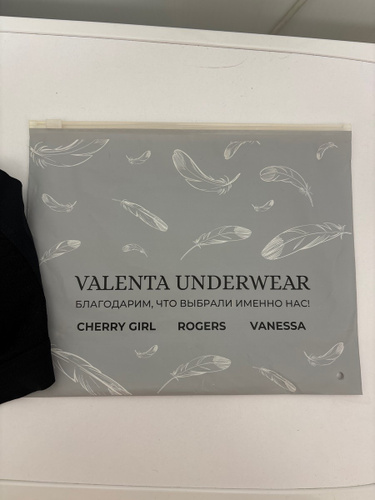 VALENTA UNDERWEAR
БЛАГОДАРИМ, ЧТО ВЫБРАЛИ ИМЕННО НАС!
CHERRY GIRL ROGERS VANESSA